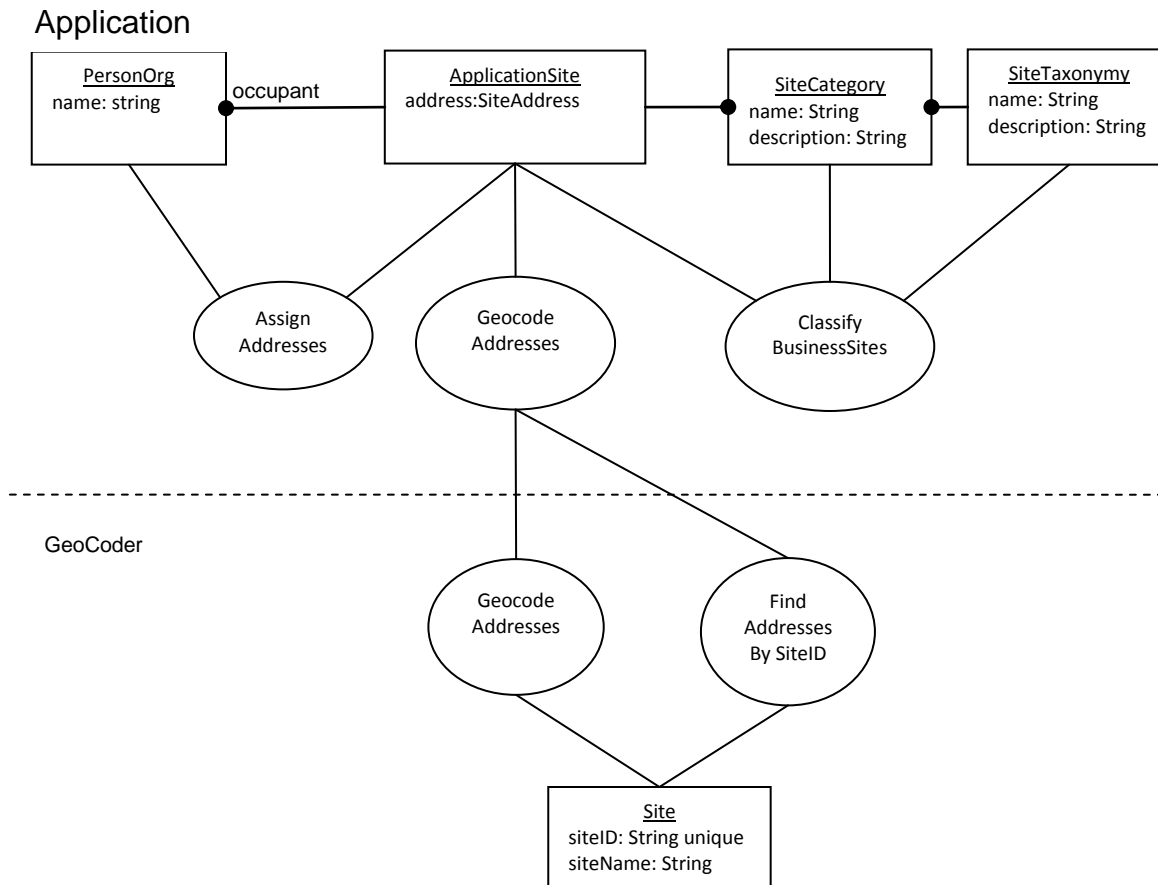 Application
PersonOrg
name: string
occupant
ApplicationSite
address:SiteAddress
SiteCategory
name: String
description: String
SiteTaxonymy
name: String
description: String
Assign
Addresses
Geocode
Addresses
Classify
BusinessSites
GeoCoder
Geocode
Addresses
Find
Addresses
By SiteID
Site
siteID: String unique
siteName: String